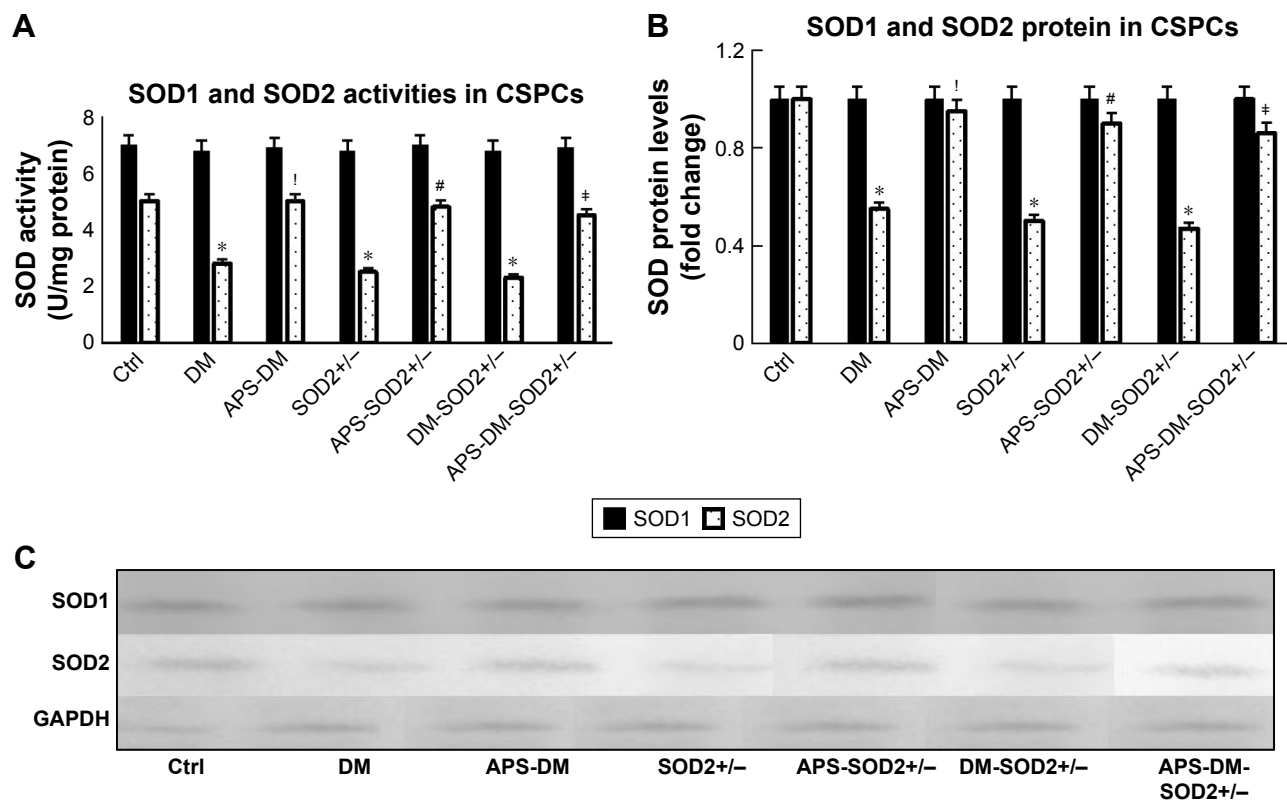 A
SOD1 and SOD2 activities in CSPCs
SOD activity
(U/mg protein)
8
6
4
2
0
*
!
*
#
*
ǂ
Ctrl
DM
APS-DM
SOD2+/–
APS-SOD2+/–
DM-SOD2+/–
APS-DM-SOD2+/–
B
SOD1 and SOD2 protein in CSPCs
SOD protein levels
(fold change)
1.2
0.8
0.4
0
*
!
*
#
*
ǂ
Ctrl
DM
APS-DM
SOD2+/–
APS-SOD2+/–
DM-SOD2+/–
APS-DM-SOD2+/–
SOD1 SOD2
C
SOD1
SOD2
GAPDH
Ctrl DM APS-DM SOD2+/– APS-SOD2+/– DM-SOD2+/– APS-DM-
SOD2+/–